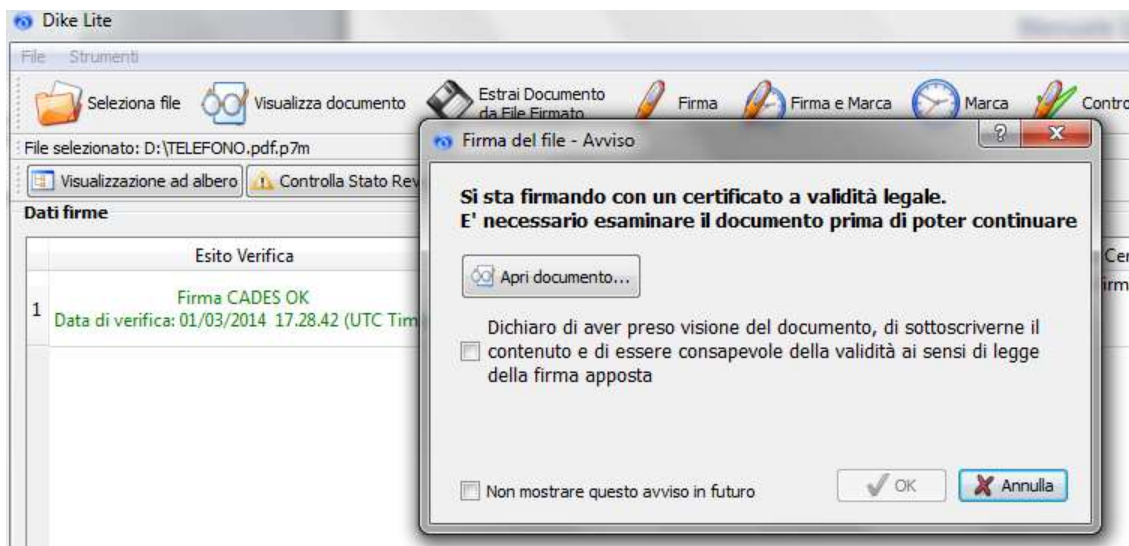 Dike Lite
File Strumenti
Seleziona file Visualizza documento Estrai Documento da File Firmato Firma Firma e Marca Marca Contro
File selezionato: D:\TELEFONO.pdf.p7m
Visualizzazione ad albero Controlla Stato Rev
Dati firme
Esito Verifica
Cer
1 Firma CADES OK
Data di verifica: 01/03/2014 17.28.42 (UTC Tim
irm
Firma del file - Avviso
Si sta firmando con un certificato a validità legale.
E' necessario esaminare il documento prima di poter continuare
Apri documento...
Dichiaro di aver preso visione del documento, di sottoscriverne il
contenuto e di essere consapevole della validità ai sensi di legge
della firma apposta
Non mostrare questo avviso in futuro
OK Annulla